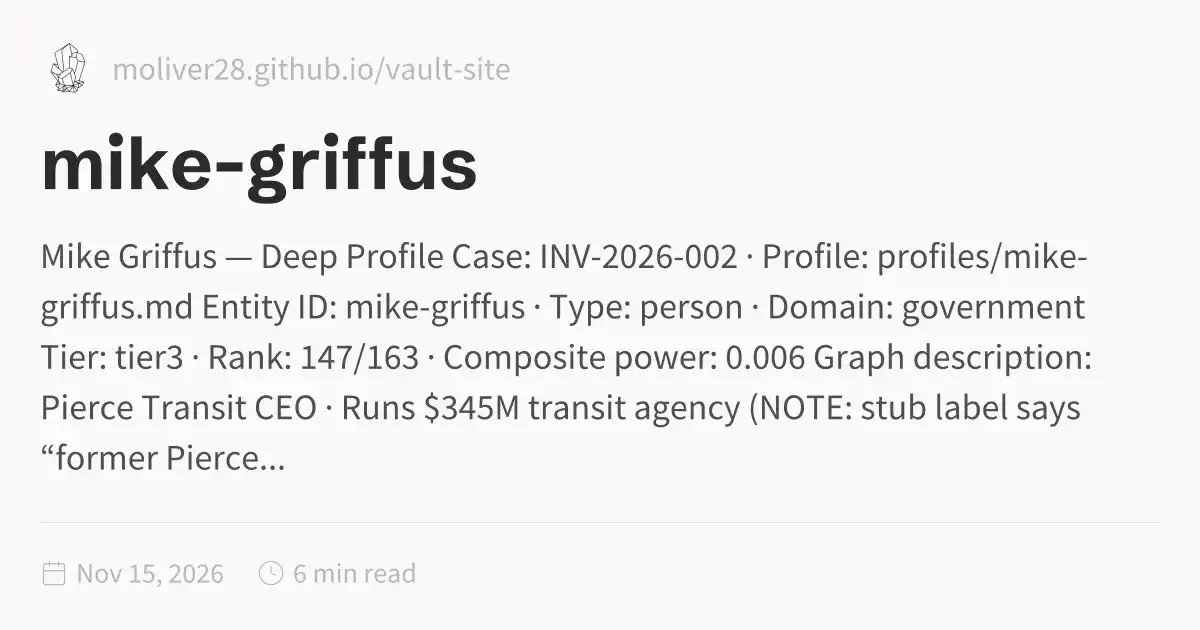 moliver28.github.io/vault-site
mike-griffus
Mike Griffus — Deep Profile Case: INV-2026-002 · Profile: profiles/mike-
griffus.md Entity ID: mike-griffus · Type: person · Domain: government
Tier: tier3 · Rank: 147/163 · Composite power: 0.006 Graph description:
Pierce Transit CEO · Runs $345M transit agency (NOTE: stub label says
“former Pierce...
Nov 15, 2026 6 min read